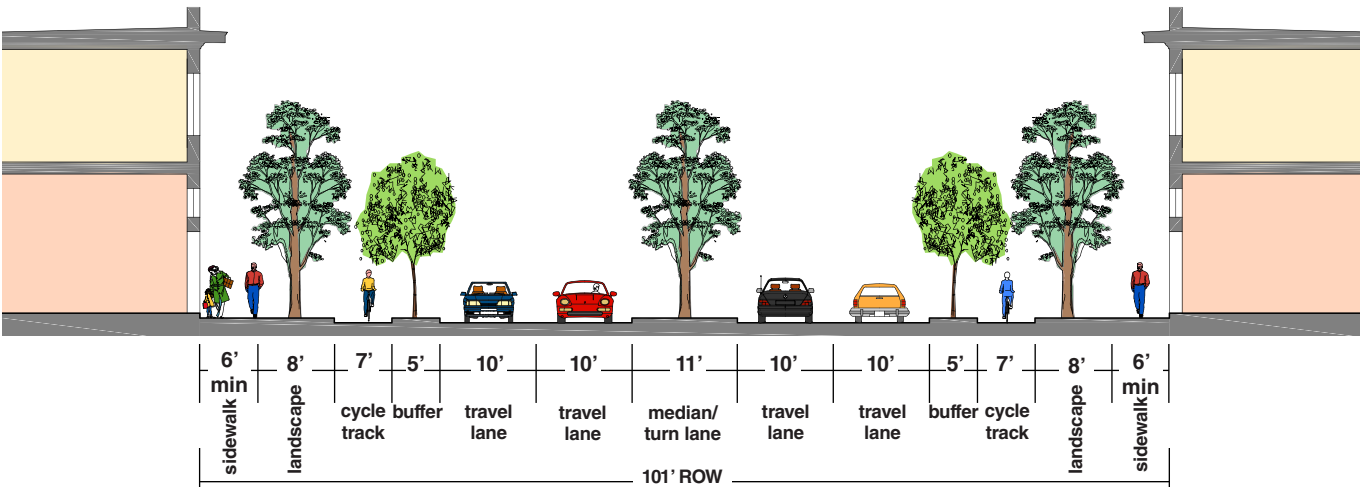 6’ 8’ 7’ 5’ 10’ 10’ 11’ 10’ 10’ 5’ 7’ 8’ 6’
min min
sidewalk landscape cycle buffer travel travel median/ travel travel buffer cycle landscape sidewalk
track lane lane turn lane lane lane track
101’ ROW